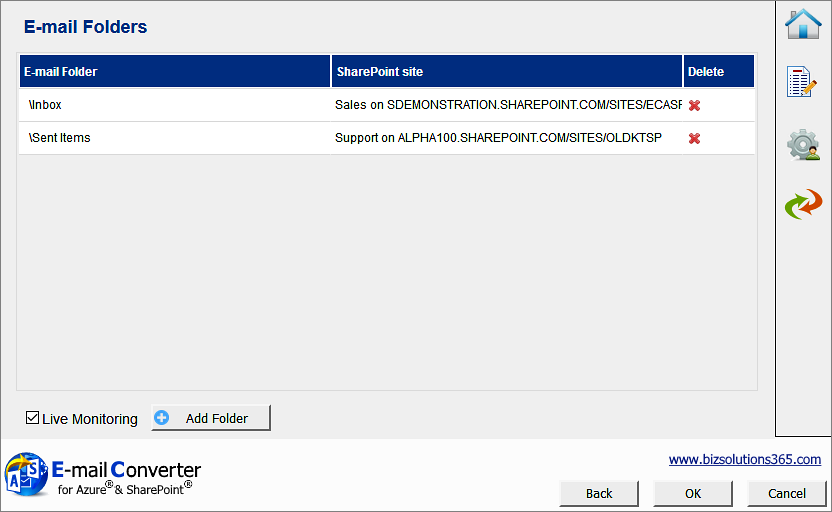 E-mail Folders
E-mail Folder SharePoint site Delete
\Inbox Sales on SDEMONSTRATION.SHAREPOINT.COM/SITES/ECASF
\Sent Items Support on ALPHA100.SHAREPOINT.COM/SITES/OLDKTSP
Live Monitoring Add Folder
A S
E-mail Converter
for Azure® & SharePoint®
www.bizsolutions365.com
Back OK Cancel